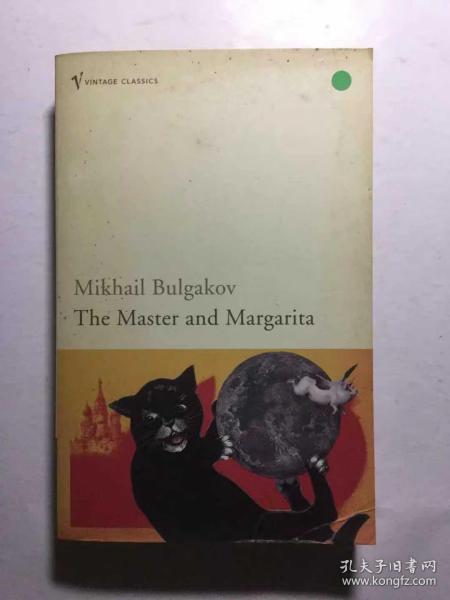 V VINTAGE CLASSICS
Mikhail Bulgakov
The Master and Margarita
孔夫子旧书网
www.kongfz.com